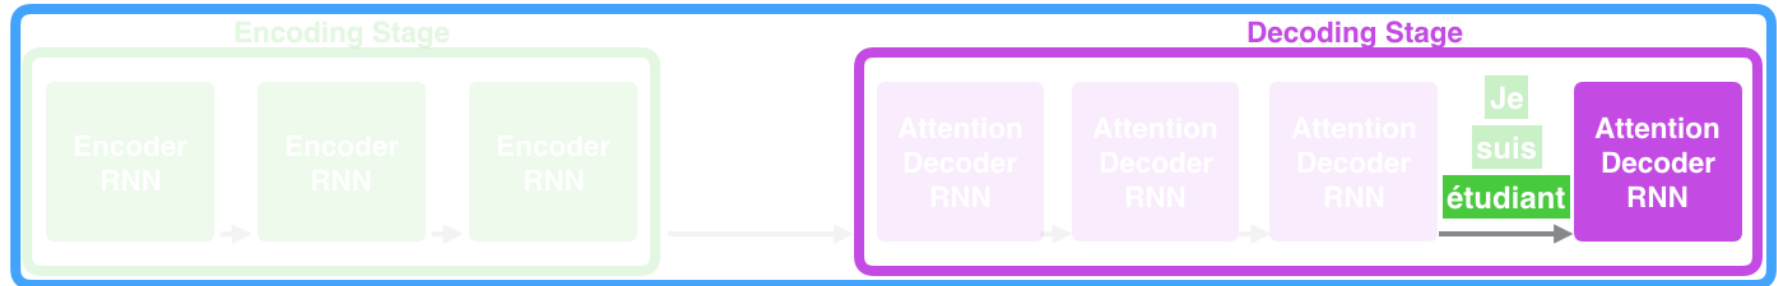 Encoding Stage
Decoding Stage
Encoder
RNN
Encoder
RNN
Encoder
RNN
Attention
Decoder
RNN
Attention
Decoder
RNN
Attention
Decoder
RNN
Je
suis
étudiant
Attention
Decoder
RNN